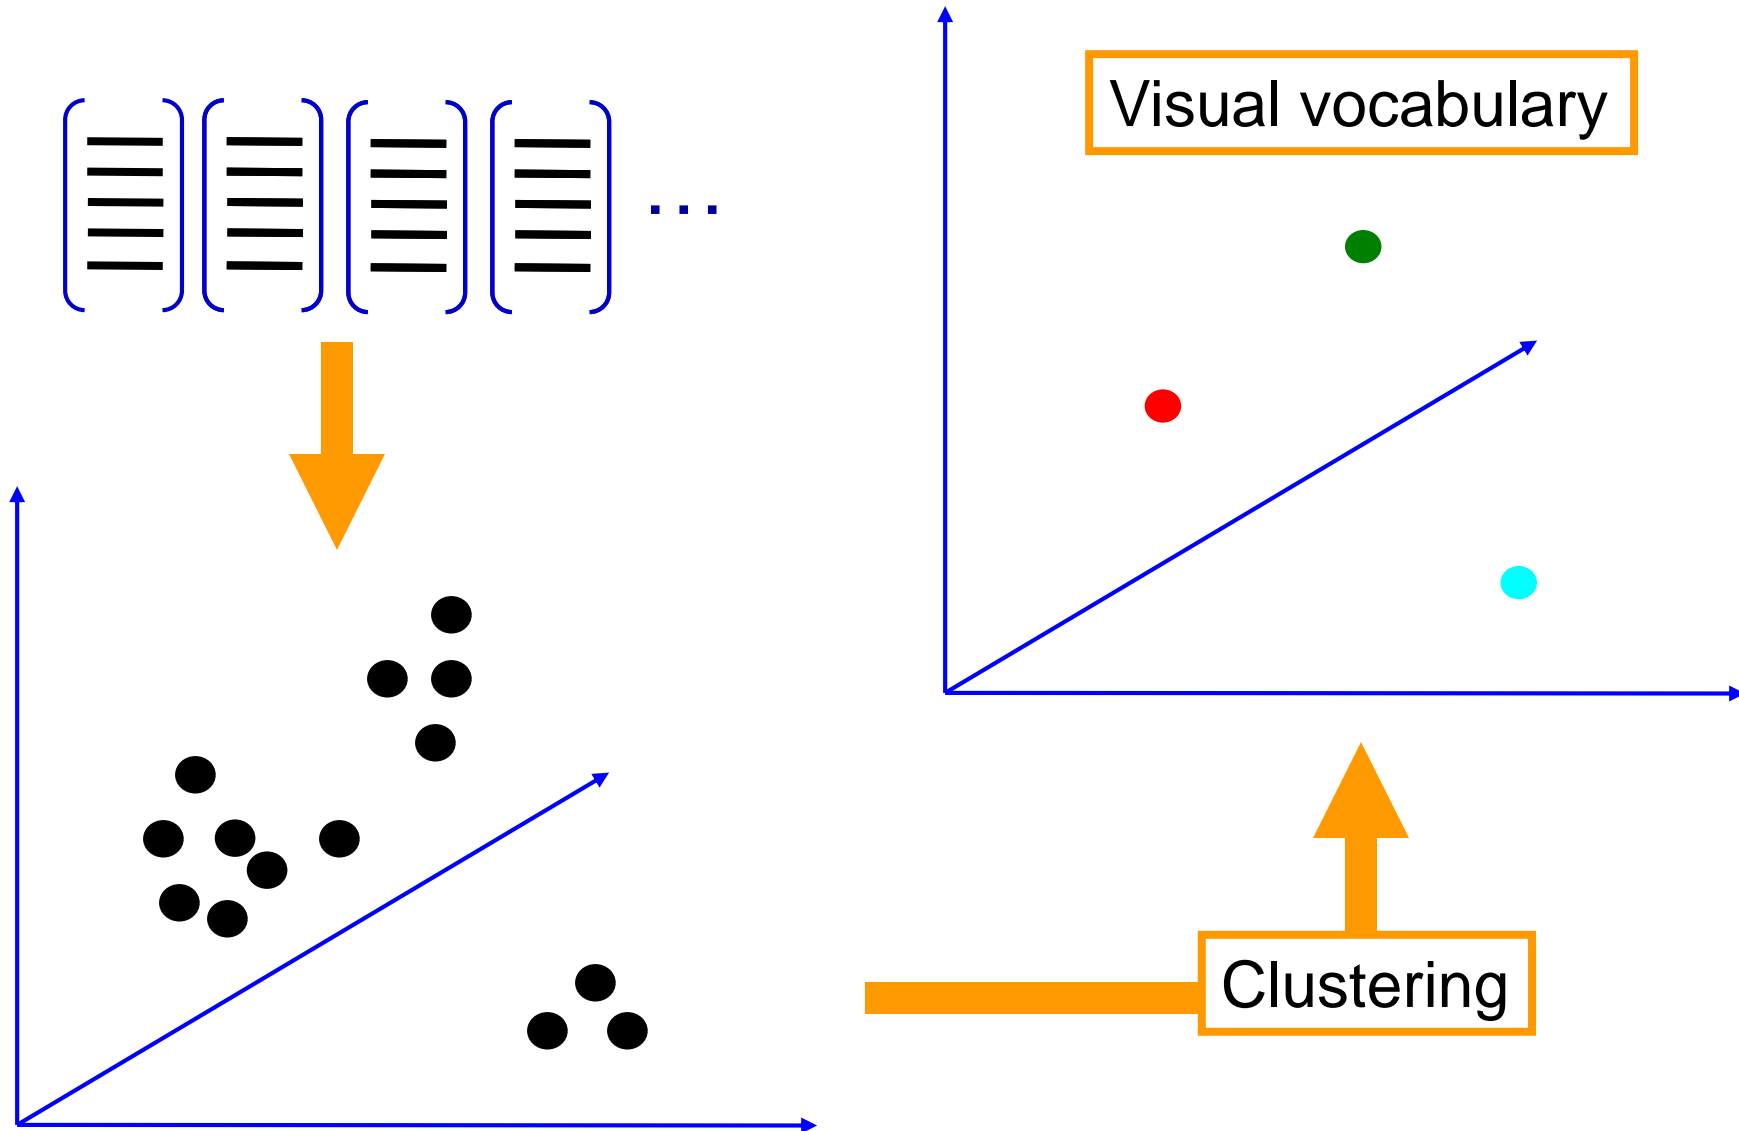 . . .
Visual vocabulary
Clustering